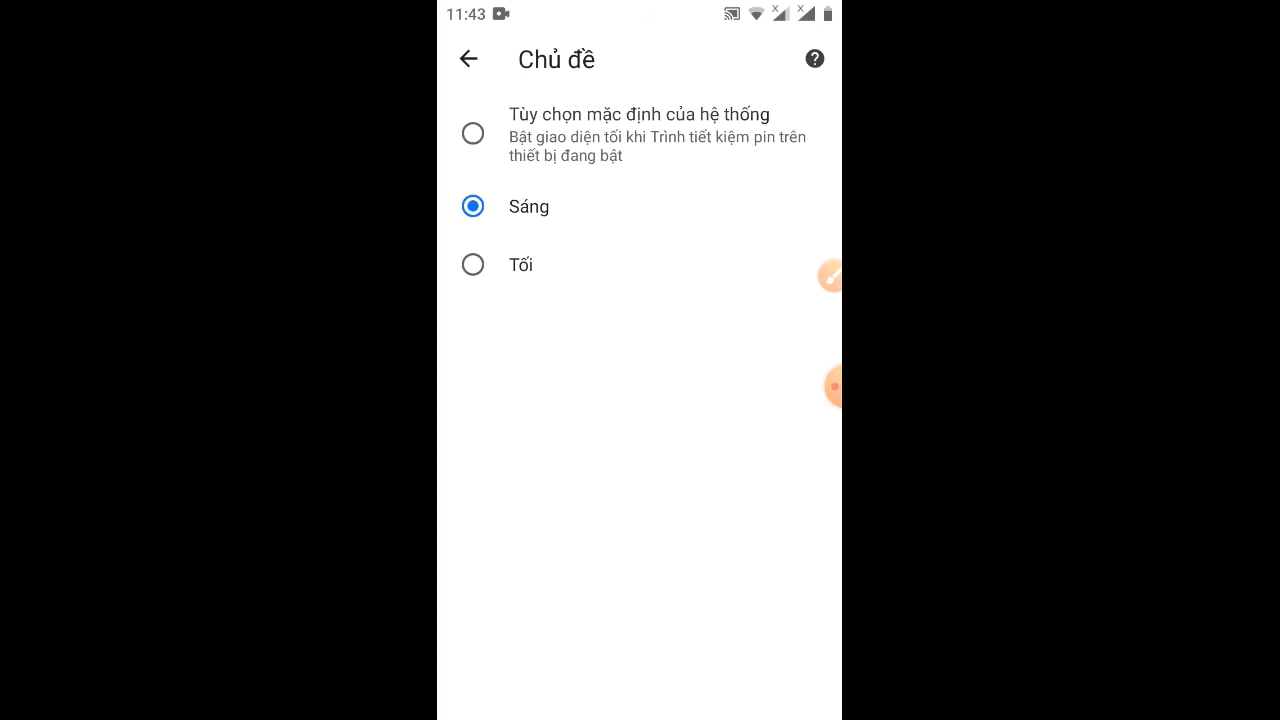 11:43
Chủ đề
Tùy chọn mặc định của hệ thống
Bật giao diện tối khi Trình tiết kiệm pin trên
thiết bị đang bật
Sáng
Tối